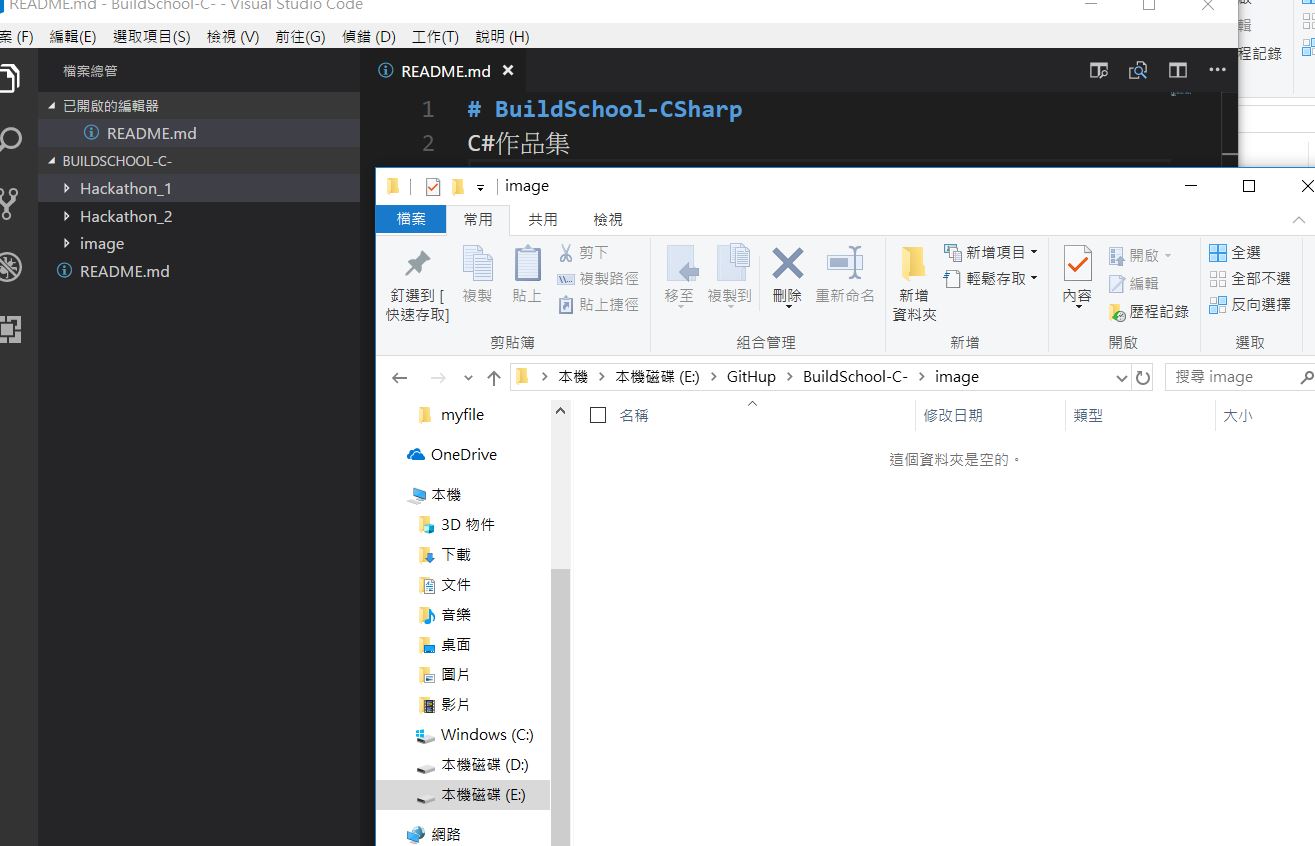 README.md - BuildSchool-C- - Visual Studio Code
案 (F) 編輯(E) 選取項目(S) 檢視 (V) 前往(G) 偵錯 (D) 工作(T) 說明 (H)
檔案總管
已開啟的編輯器
README.md
BUILDSCHOOL-C-
Hackathon_1
Hackathon_2
image
README.md
README.md
1 # BuildSchool-CSharp
2 C#作品集
輯
程記錄
image
檔案 常用 共用 檢視
釘選到 [
快速存取]
複製
貼上
剪下
複製路徑
貼上捷徑
剪貼簿
移至
複製到
刪除
重新命名
組合管理
新增
資料夾
新增項目
輕鬆存取
新增
內容
開啟
編輯
歷程記錄
開啟
全選
全部不選
反向選擇
選取
本機 本機磁碟 (E:) GitHup BuildSchool-C- image
搜尋 image
名稱 修改日期 類型 大小
這個資料夾是空的。
myfile
OneDrive
本機
3D 物件
下載
文件
音樂
桌面
圖片
影片
Windows (C:)
本機磁碟 (D:)
本機磁碟 (E:)
網路